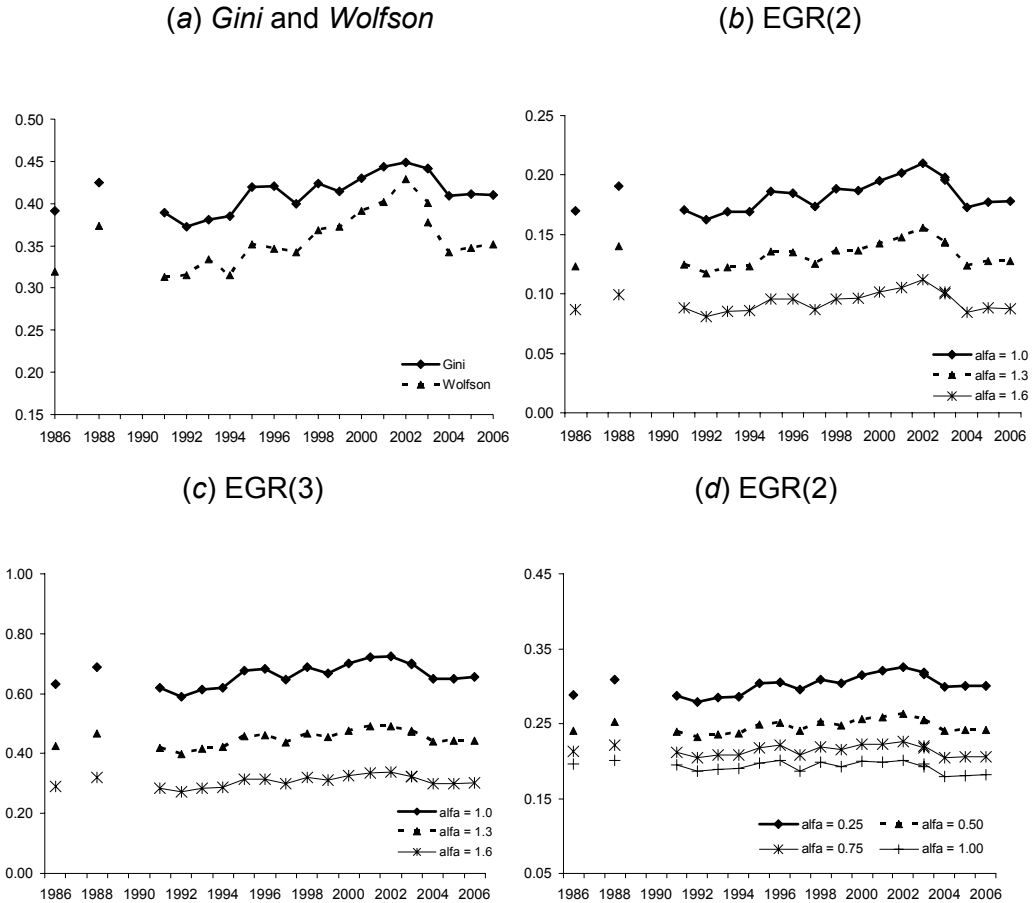 (a) Gini and Wolfson
0.50
0.45
0.40
0.35
0.30
0.25
0.20
0.15
Gini
Wolfson
1986 1988 1990 1992 1994 1996 1998 2000 2002 2004 2006
(b) EGR(2)
0.25
0.20
0.15
0.10
0.05
0.00
alfa = 1.0
alfa = 1.3
alfa = 1.6
1986 1988 1990 1992 1994 1996 1998 2000 2002 2004 2006
(c) EGR(3)
1.00
0.80
0.60
0.40
0.20
0.00
alfa = 1.0
alfa = 1.3
alfa = 1.6
1986 1988 1990 1992 1994 1996 1998 2000 2002 2004 2006
(d) EGR(2)
0.45
0.35
0.25
0.15
0.05
alfa = 0.25 alfa = 0.50
alfa = 0.75 alfa = 1.00
1986 1988 1990 1992 1994 1996 1998 2000 2002 2004 2006